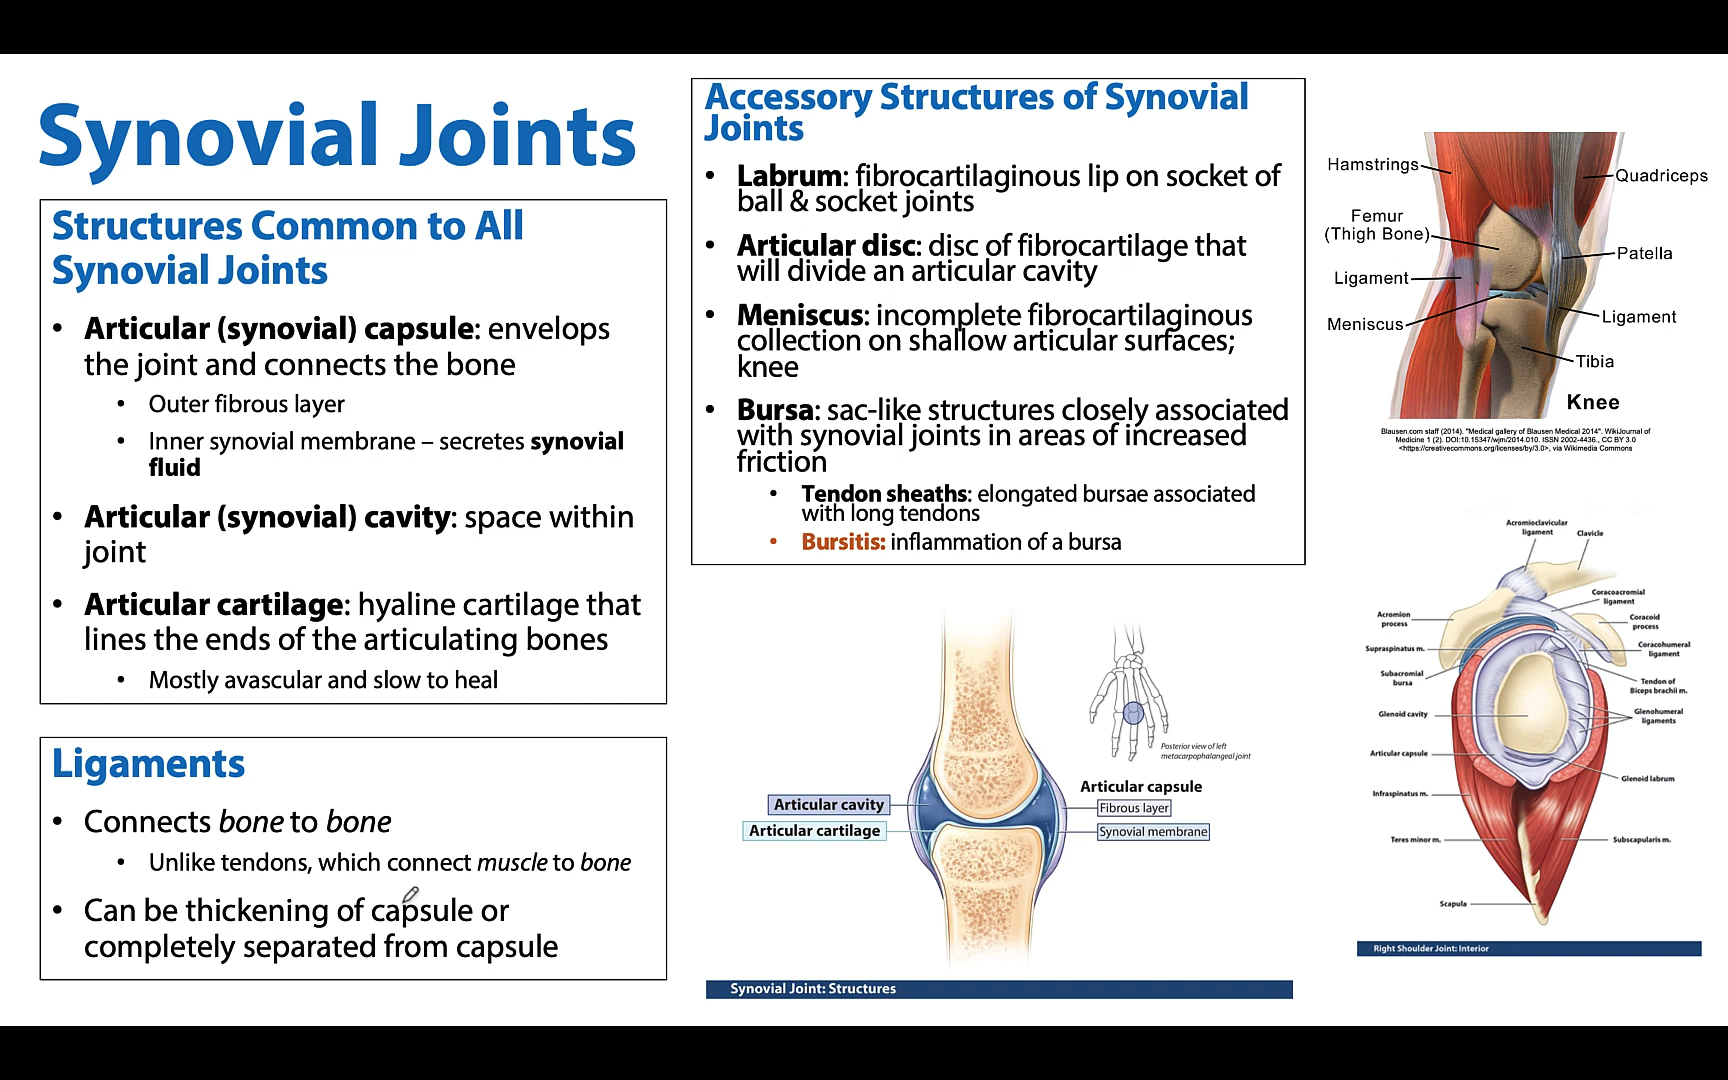 Synovial Joints
Structures Common to All
Synovial Joints
• Articular (synovial) capsule: envelops
the joint and connects the bone
• Outer fibrous layer
• Inner synovial membrane – secretes synovial
fluid
• Articular (synovial) cavity: space within
joint
• Articular cartilage: hyaline cartilage that
lines the ends of the articulating bones
• Mostly avascular and slow to heal
Ligaments
• Connects bone to bone
• Unlike tendons, which connect muscle to bone
• Can be thickening of capsule or
completely separated from capsule
Accessory Structures of Synovial
Joints
• Labrum: fibrocartilaginous lip on socket of
ball & socket joints
• Articular disc: disc of fibrocartilage that
will divide an articular cavity
• Meniscus: incomplete fibrocartilaginous
collection on shallow articular surfaces;
knee
• Bursa: sac-like structures closely associated
with synovial joints in areas of increased
friction
• Tendon sheaths: elongated bursae associated
with long tendons
• Bursitis: inflammation of a bursa
Posterior view of left
metacarpophalangeal joint
Articular cavity
Articular cartilage
Articular capsule
Fibrous layer
Synovial membrane
Synovial Joint: Structures
Hamstrings
Quadriceps
Femur
(Thigh Bone)
Patella
Ligament
Meniscus
Ligament
Tibia
Knee
Blausen.com staff (2014). "Medical gallery of Blausen Medical 2014". WikiJournal of
Medicine 1 (2). DOI:10.15347/wjm/2014.010. ISSN 2002-4436., CC BY 3.0
<https://creativecommons.org/licenses/by/3.0>, via Wikimedia Commons
Acromioclavicular
ligament
Clavicle
Coracoacromial
ligament
Acromion
process
Coracoid
process
Supraspinatus m.
Coracohumeral
ligament
Subacromial
bursa
Tendon of
Biceps brachii m.
Glenoid cavity
Glenohumeral
ligaments
Articular capsule
Glenoid labrum
Infraspinatus m.
Teres minor m.
Subscapularis m.
Scapula
Right Shoulder Joint: Interior